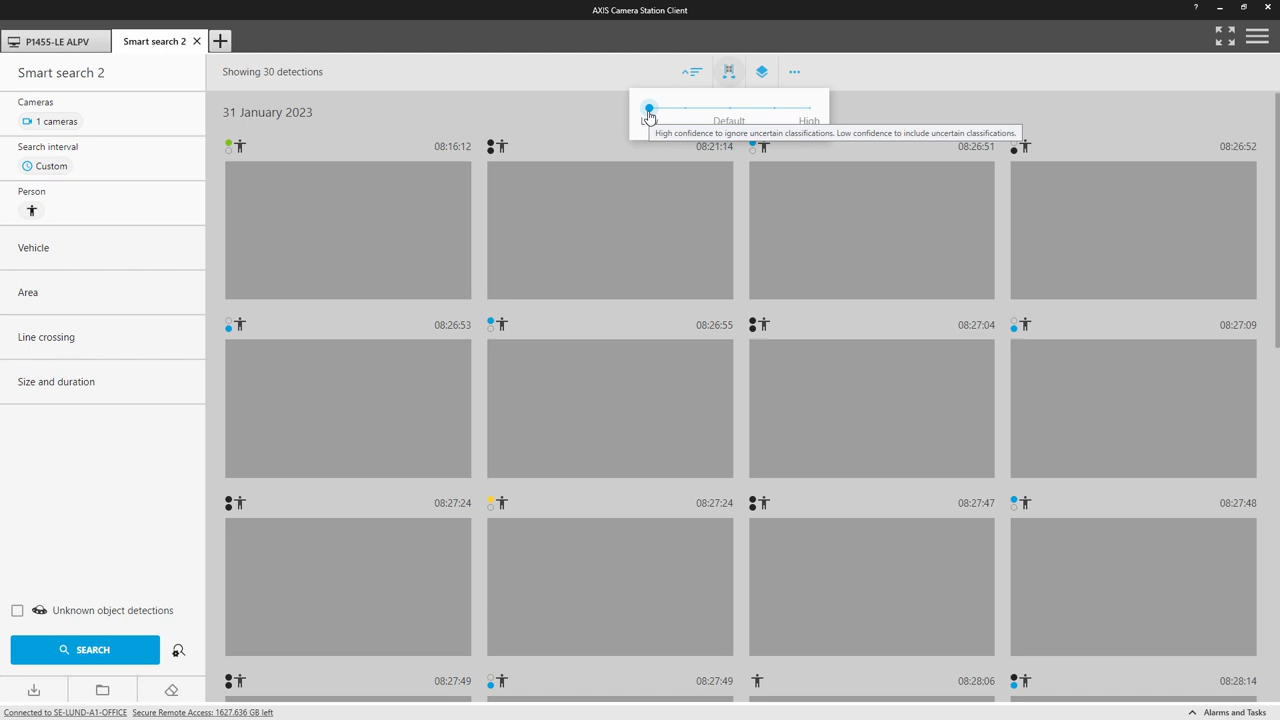 AXIS Camera Station Client
P1455-LE ALPV
Smart search 2
Smart search 2
Showing 30 detections
Cameras
1 cameras
Search interval
Custom
Person
Vehicle
Area
Line crossing
Size and duration
Unknown object detections
SEARCH
31 January 2023
Default
High
High confidence to ignore uncertain classifications. Low confidence to include uncertain classifications.
08:16:12
08:21:14
08:26:51
08:26:52
08:26:53
08:26:55
08:27:04
08:27:09
08:27:24
08:27:24
08:27:47
08:27:48
08:27:49
08:27:49
08:28:06
08:28:14
Connected to SE-LUND-A1-OFFICE Secure Remote Access: 1627.636 GB left
Alarms and Tasks